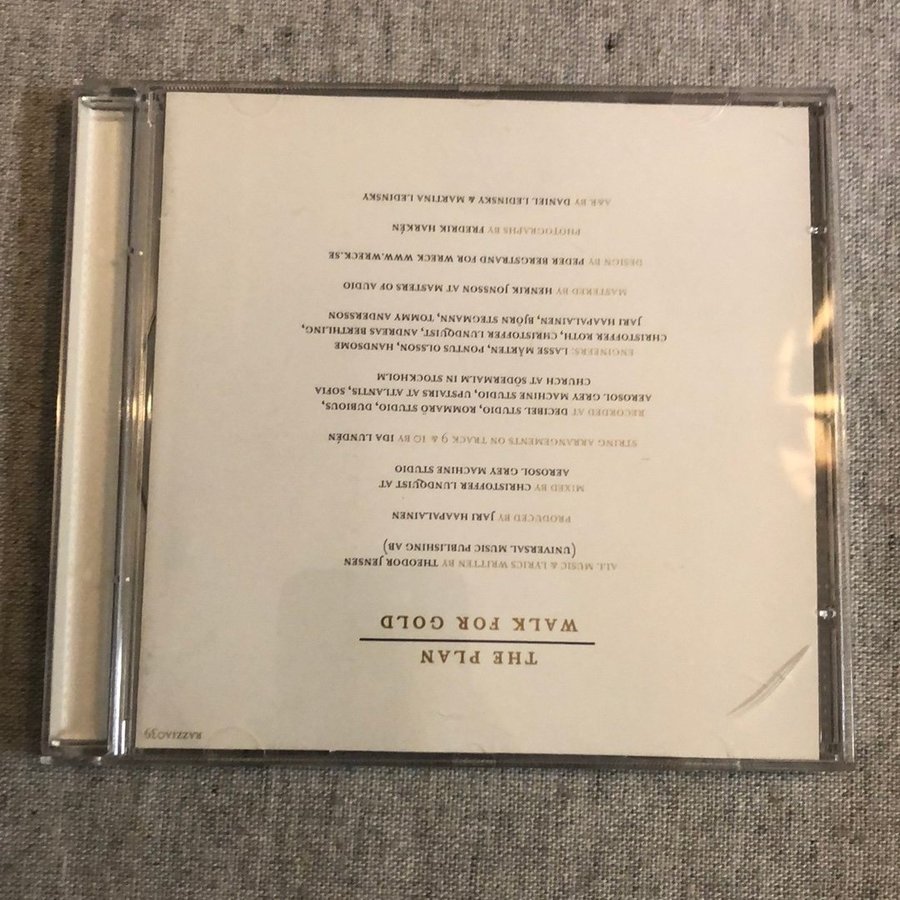 RAZZIA039
THE PLAN
WALK FOR GOLD
ALL MUSIC & LYRICS WRITTEN BY THEODOR JENSEN
(UNIVERSAL MUSIC PUBLISHING AB)
PRODUCED BY JARI HAAPALAINEN
MIXED BY CHRISTOFFER LUNDQUIST AT
AEROSOL GREY MACHINE STUDIO
STRING ARRANGEMENTS ON TRACK 9 & 10 BY IDA LUNDÉN
RECORDED AT DECIBEL STUDIO, ROMMARÖ STUDIO, DUBIOUS,
AEROSOL GREY MACHINE STUDIO, UPSTAIRS AT ATLANTIS, SOFIA
CHURCH AT SÖDERMALM IN STOCKHOLM
ENGINEERS: LASSE MÅRTEN, PONTUS OLSSON, HANDSOME
CHRISTOFFER ROTH, CHRISTOFFER LUNDQUIST, ANDREAS BERTHLING,
JARI HAAPALAINEN, BJÖRN STEGMANN, TOMMY ANDERSSON
MASTERED BY HENRIK JONSSON AT MASTERS OF AUDIO
DESIGN BY PEDER BERGSTRAND FOR WRECK WWW.WRECK.SE
PHOTOGRAPHS BY FREDRIK HARKÉN
A&R BY DANIEL LEDINSKY & MARTINA LEDINSKY